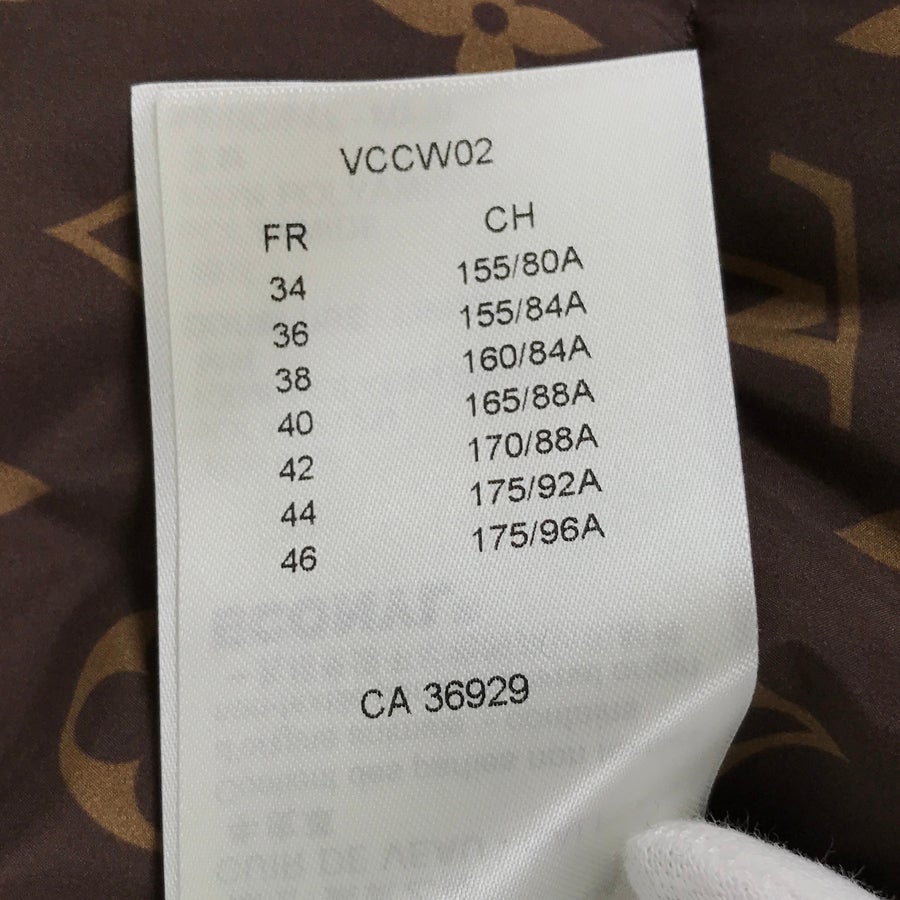 VCCW02
FR CH
34 155/80A
36 155/84A
38 160/84A
40 165/88A
42 170/88A
44 175/92A
46 175/96A
CA 36929